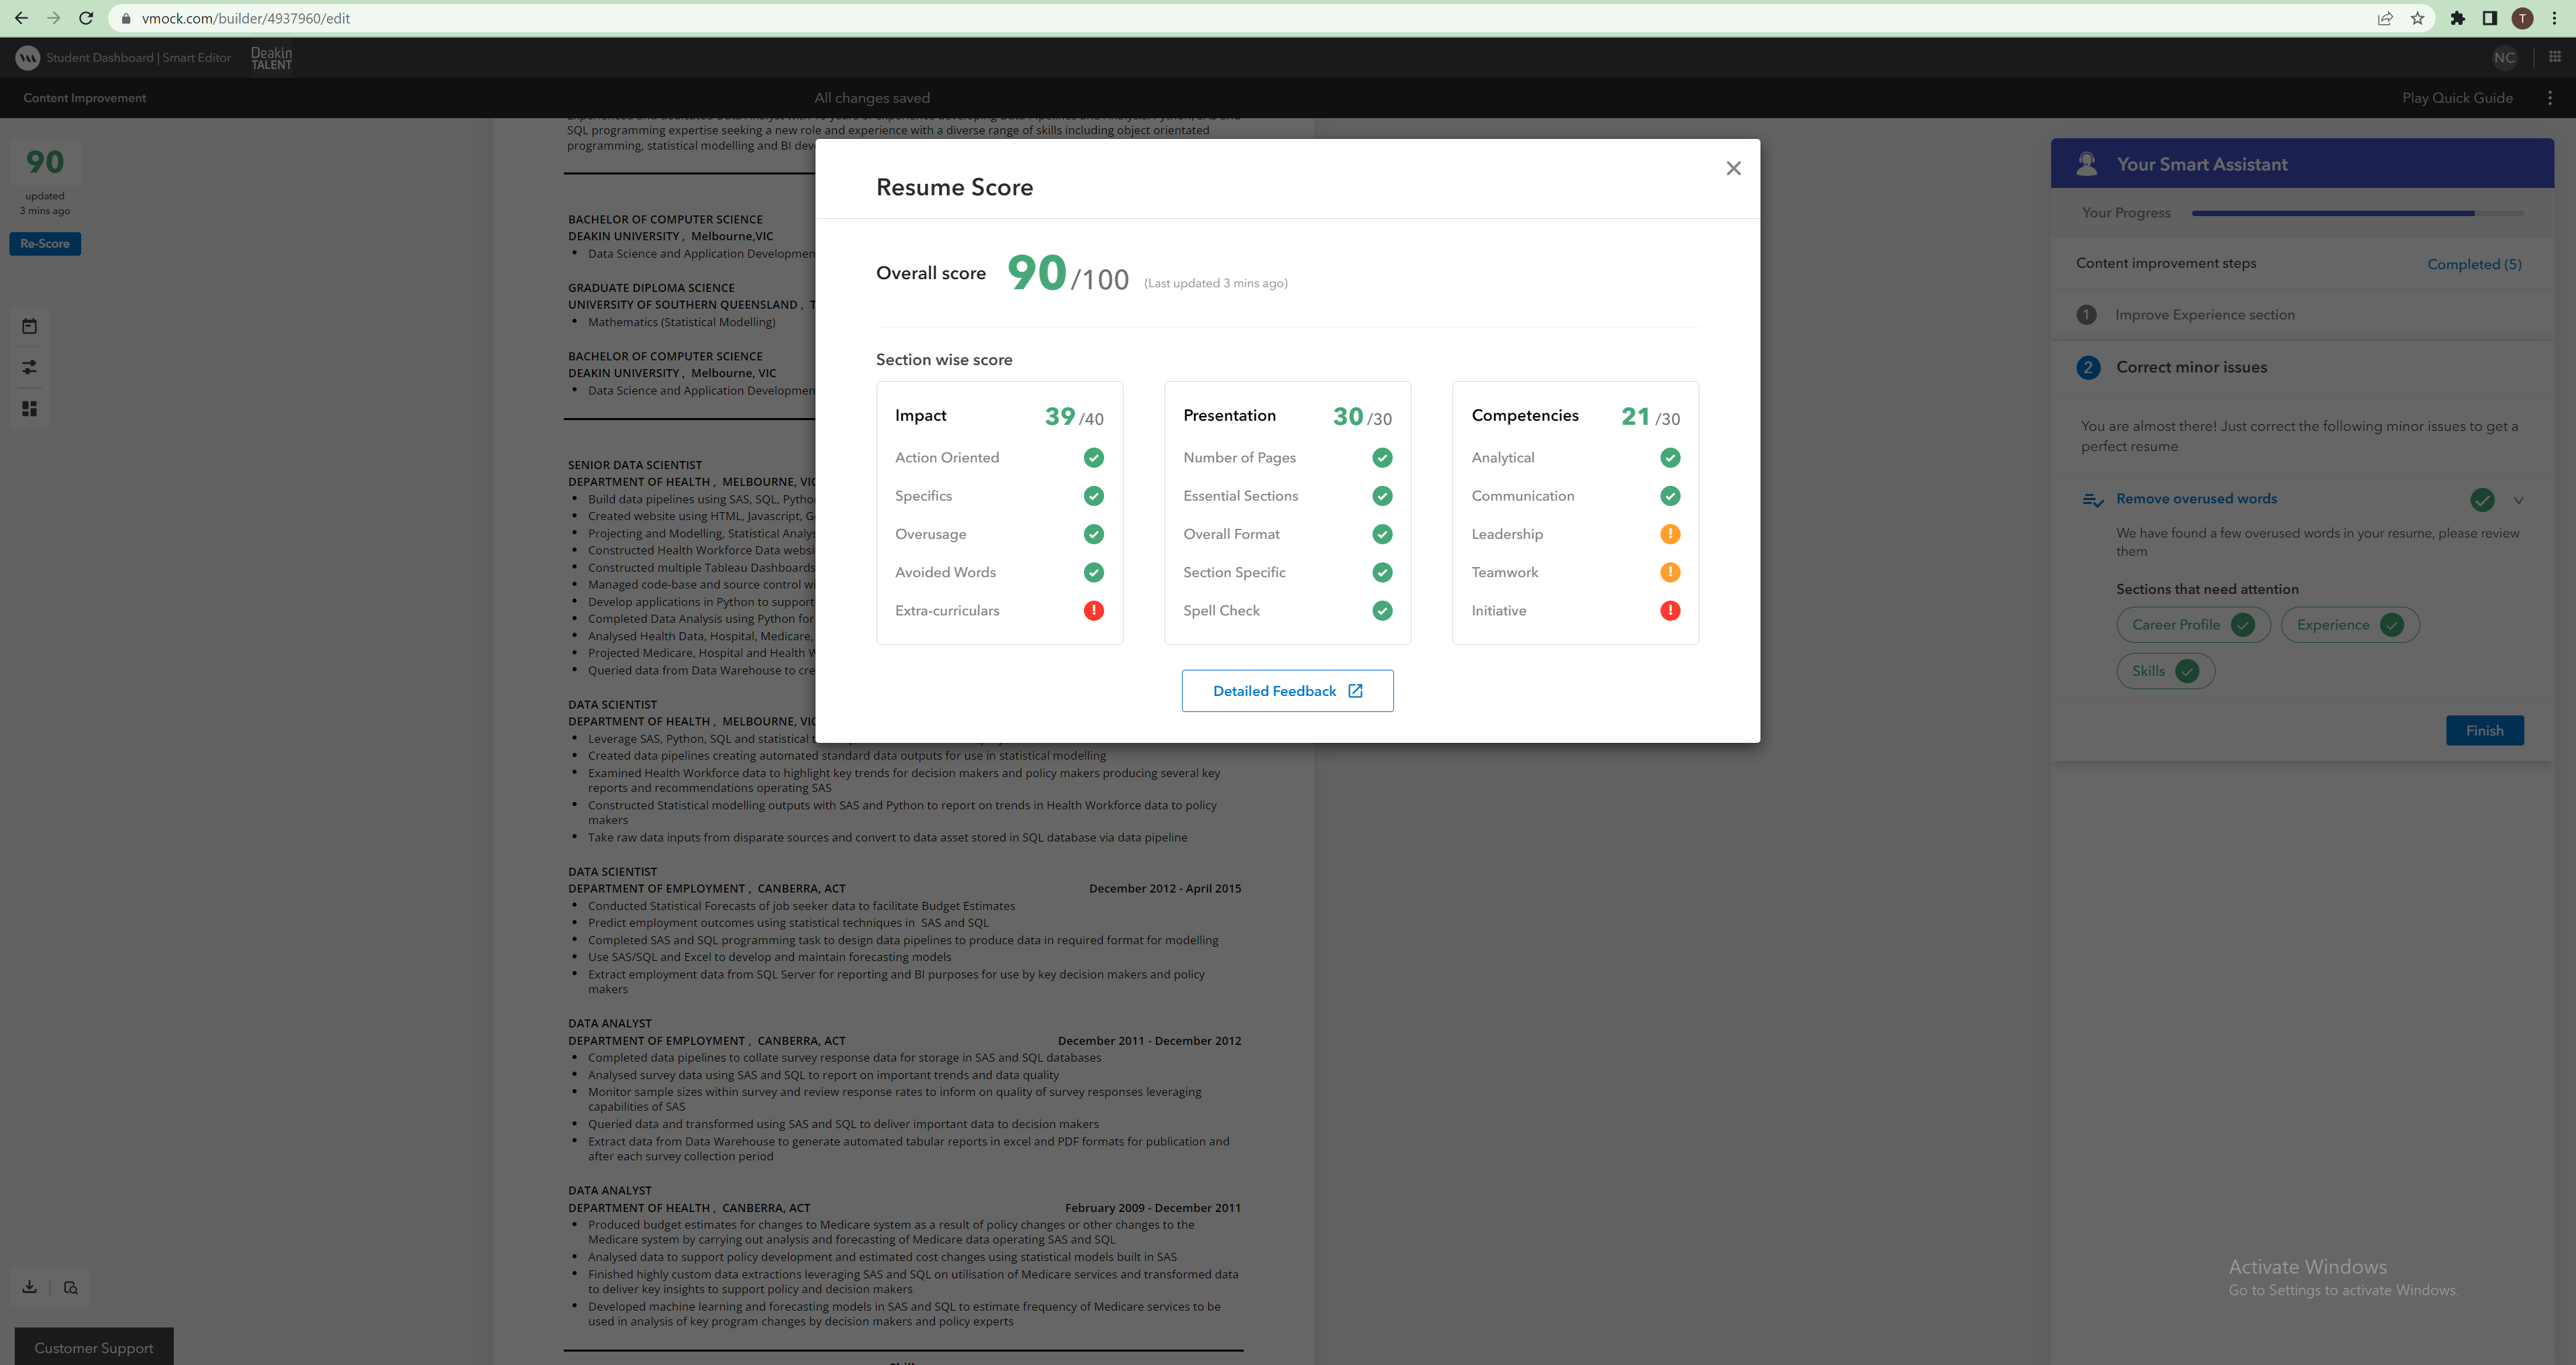 vmock.com/builder/4937960/edit
T
Student Dashboard | Smart Editor
Deakin
TALENT
NC
Content Improvement
All changes saved
Play Quick Guide
90
updated
3 mins ago
Re-Score
SQL programming expertise seeking a new role and experience with a diverse range of skills including object orientated
programming, statistical modelling and BI dev
BACHELOR OF COMPUTER SCIENCE
DEAKIN UNIVERSITY , Melbourne,VIC
• Data Science and Application Developmen
GRADUATE DIPLOMA SCIENCE
UNIVERSITY OF SOUTHERN QUEENSLAND , T
• Mathematics (Statistical Modelling)
BACHELOR OF COMPUTER SCIENCE
DEAKIN UNIVERSITY , Melbourne, VIC
• Data Science and Application Developmen
SENIOR DATA SCIENTIST
DEPARTMENT OF HEALTH , MELBOURNE, VIC
• Build data pipelines using SAS, SQL, Pytho
• Created website using HTML, Javascript, G
• Projecting and Modelling, Statistical Analys
• Constructed Health Workforce Data websi
• Constructed multiple Tableau Dashboards
• Managed code-base and source control wi
• Develop applications in Python to support
• Completed Data Analysis using Python for
• Analysed Health Data, Hospital, Medicare,
• Projected Medicare, Hospital and Health W
• Queried data from Data Warehouse to cre
DATA SCIENTIST
DEPARTMENT OF HEALTH , MELBOURNE, VIC
• Leverage SAS, Python, SQL and statistical
• Created data pipelines creating automated standard data outputs for use in statistical modelling
• Examined Health Workforce data to highlight key trends for decision makers and policy makers producing several key
reports and recommendations operating SAS
• Constructed Statistical modelling outputs with SAS and Python to report on trends in Health Workforce data to policy
makers
• Take raw data inputs from disparate sources and convert to data asset stored in SQL database via data pipeline
DATA SCIENTIST
DEPARTMENT OF EMPLOYMENT , CANBERRA, ACT December 2012 - April 2015
• Conducted Statistical Forecasts of job seeker data to facilitate Budget Estimates
• Predict employment outcomes using statistical techniques in SAS and SQL
• Completed SAS and SQL programming task to design data pipelines to produce data in required format for modelling
• Use SAS/SQL and Excel to develop and maintain forecasting models
• Extract employment data from SQL Server for reporting and BI purposes for use by key decision makers and policy
makers
DATA ANALYST
DEPARTMENT OF EMPLOYMENT , CANBERRA, ACT December 2011 - December 2012
• Completed data pipelines to collate survey response data for storage in SAS and SQL databases
• Analysed survey data using SAS and SQL to report on important trends and data quality
• Monitor sample sizes within survey and review response rates to inform on quality of survey responses leveraging
capabilities of SAS
• Queried data and transformed using SAS and SQL to deliver important data to decision makers
• Extract data from Data Warehouse to generate automated tabular reports in excel and PDF formats for publication and
after each survey collection period
DATA ANALYST
DEPARTMENT OF HEALTH , CANBERRA, ACT February 2009 - December 2011
• Produced budget estimates for changes to Medicare system as a result of policy changes or other changes to the
Medicare system by carrying out analysis and forecasting of Medicare data operating SAS and SQL
• Analysed data to support policy development and estimated cost changes using statistical models built in SAS
• Finished highly custom data extractions leveraging SAS and SQL on utilisation of Medicare services and transformed data
to deliver key insights to support policy and decision makers
• Developed machine learning and forecasting models in SAS and SQL to estimate frequency of Medicare services to be
used in analysis of key program changes by decision makers and policy experts
Resume Score
Overall score 90/100 (Last updated 3 mins ago)
Section wise score
Impact 39/40
Action Oriented
Specifics
Overusage
Avoided Words
Extra-curriculars
Presentation 30/30
Number of Pages
Essential Sections
Overall Format
Section Specific
Spell Check
Competencies 21/30
Analytical
Communication
Leadership
Teamwork
Initiative
Detailed Feedback
Your Smart Assistant
Your Progress
Content improvement steps Completed (5)
1 Improve Experience section
2 Correct minor issues
You are almost there! Just correct the following minor issues to get a
perfect resume
Remove overused words
We have found a few overused words in your resume, please review
them
Sections that need attention
Career Profile Experience
Skills
Finish
Activate Windows
Go to Settings to activate Windows.
Customer Support